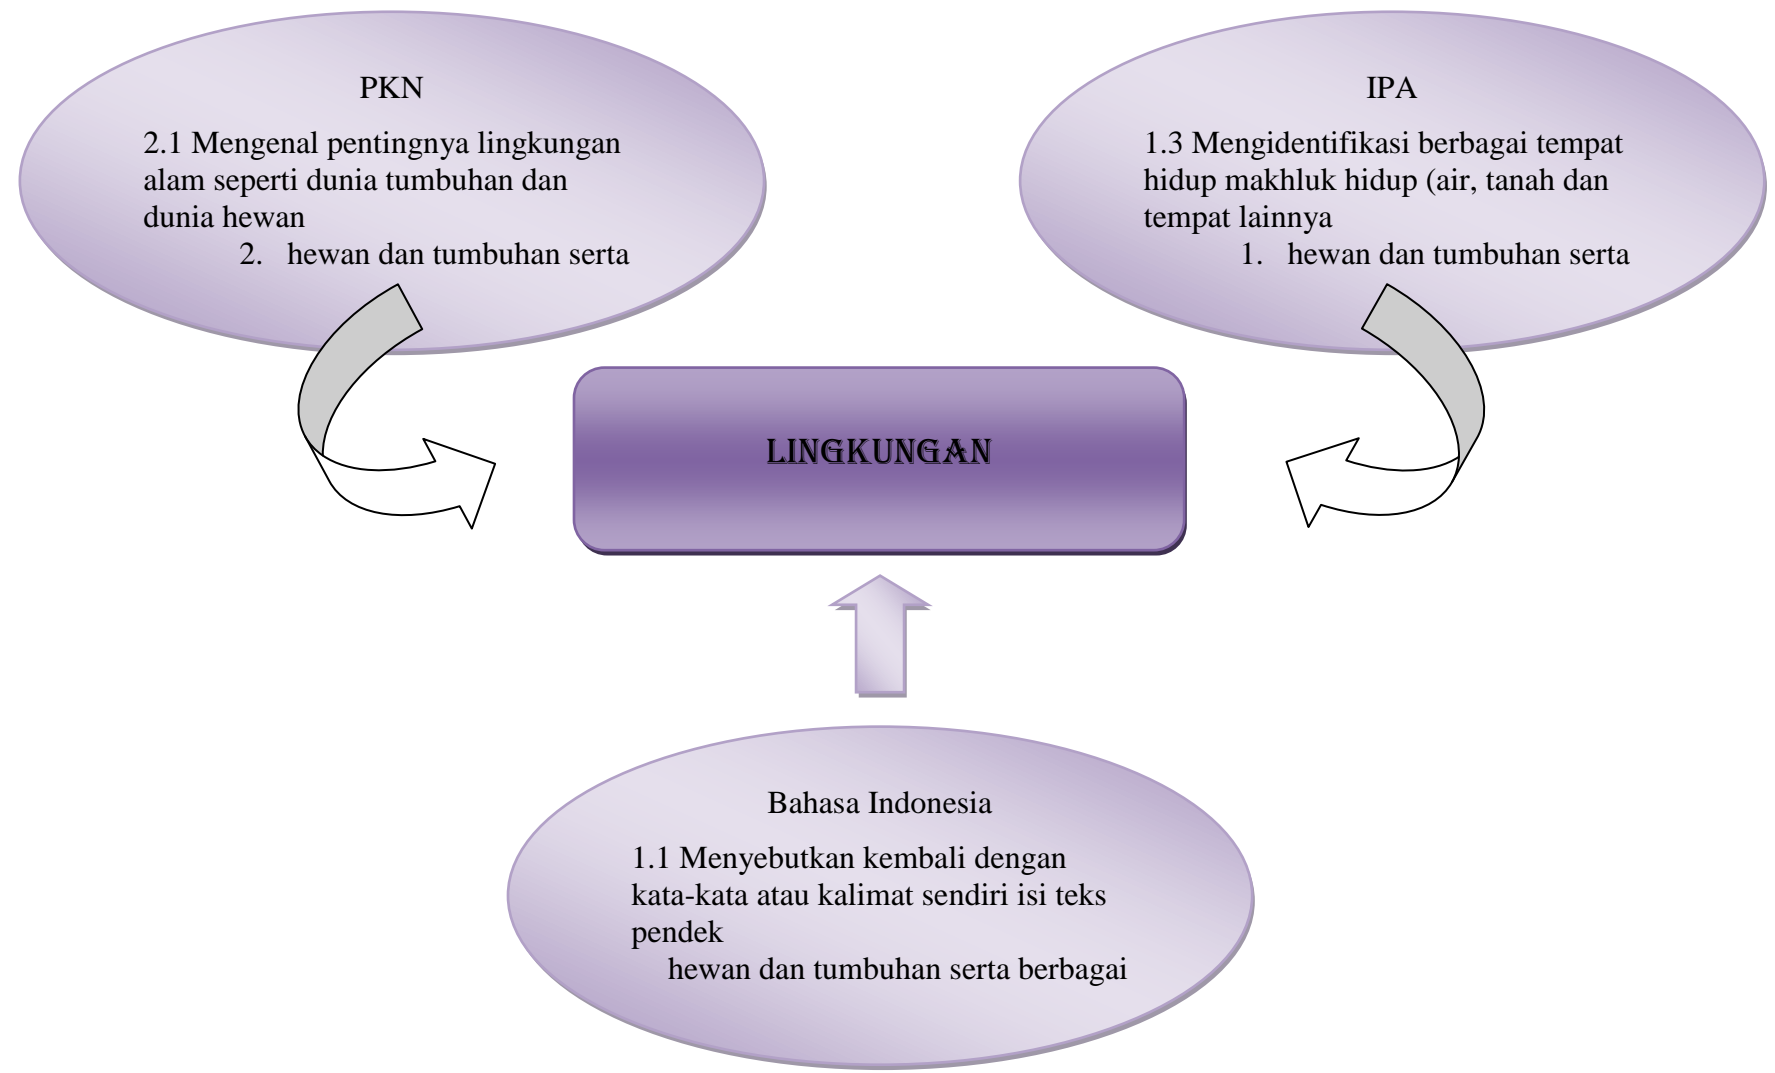 PKN
2.1 Mengenal pentingnya lingkungan
alam seperti dunia tumbuhan dan
dunia hewan
2. hewan dan tumbuhan serta
IPA
1.3 Mengidentifikasi berbagai tempat
hidup makhluk hidup (air, tanah dan
tempat lainnya
1. hewan dan tumbuhan serta
LINGKUNGAN
Bahasa Indonesia
1.1 Menyebutkan kembali dengan
kata-kata atau kalimat sendiri isi teks
pendek
hewan dan tumbuhan serta berbagai